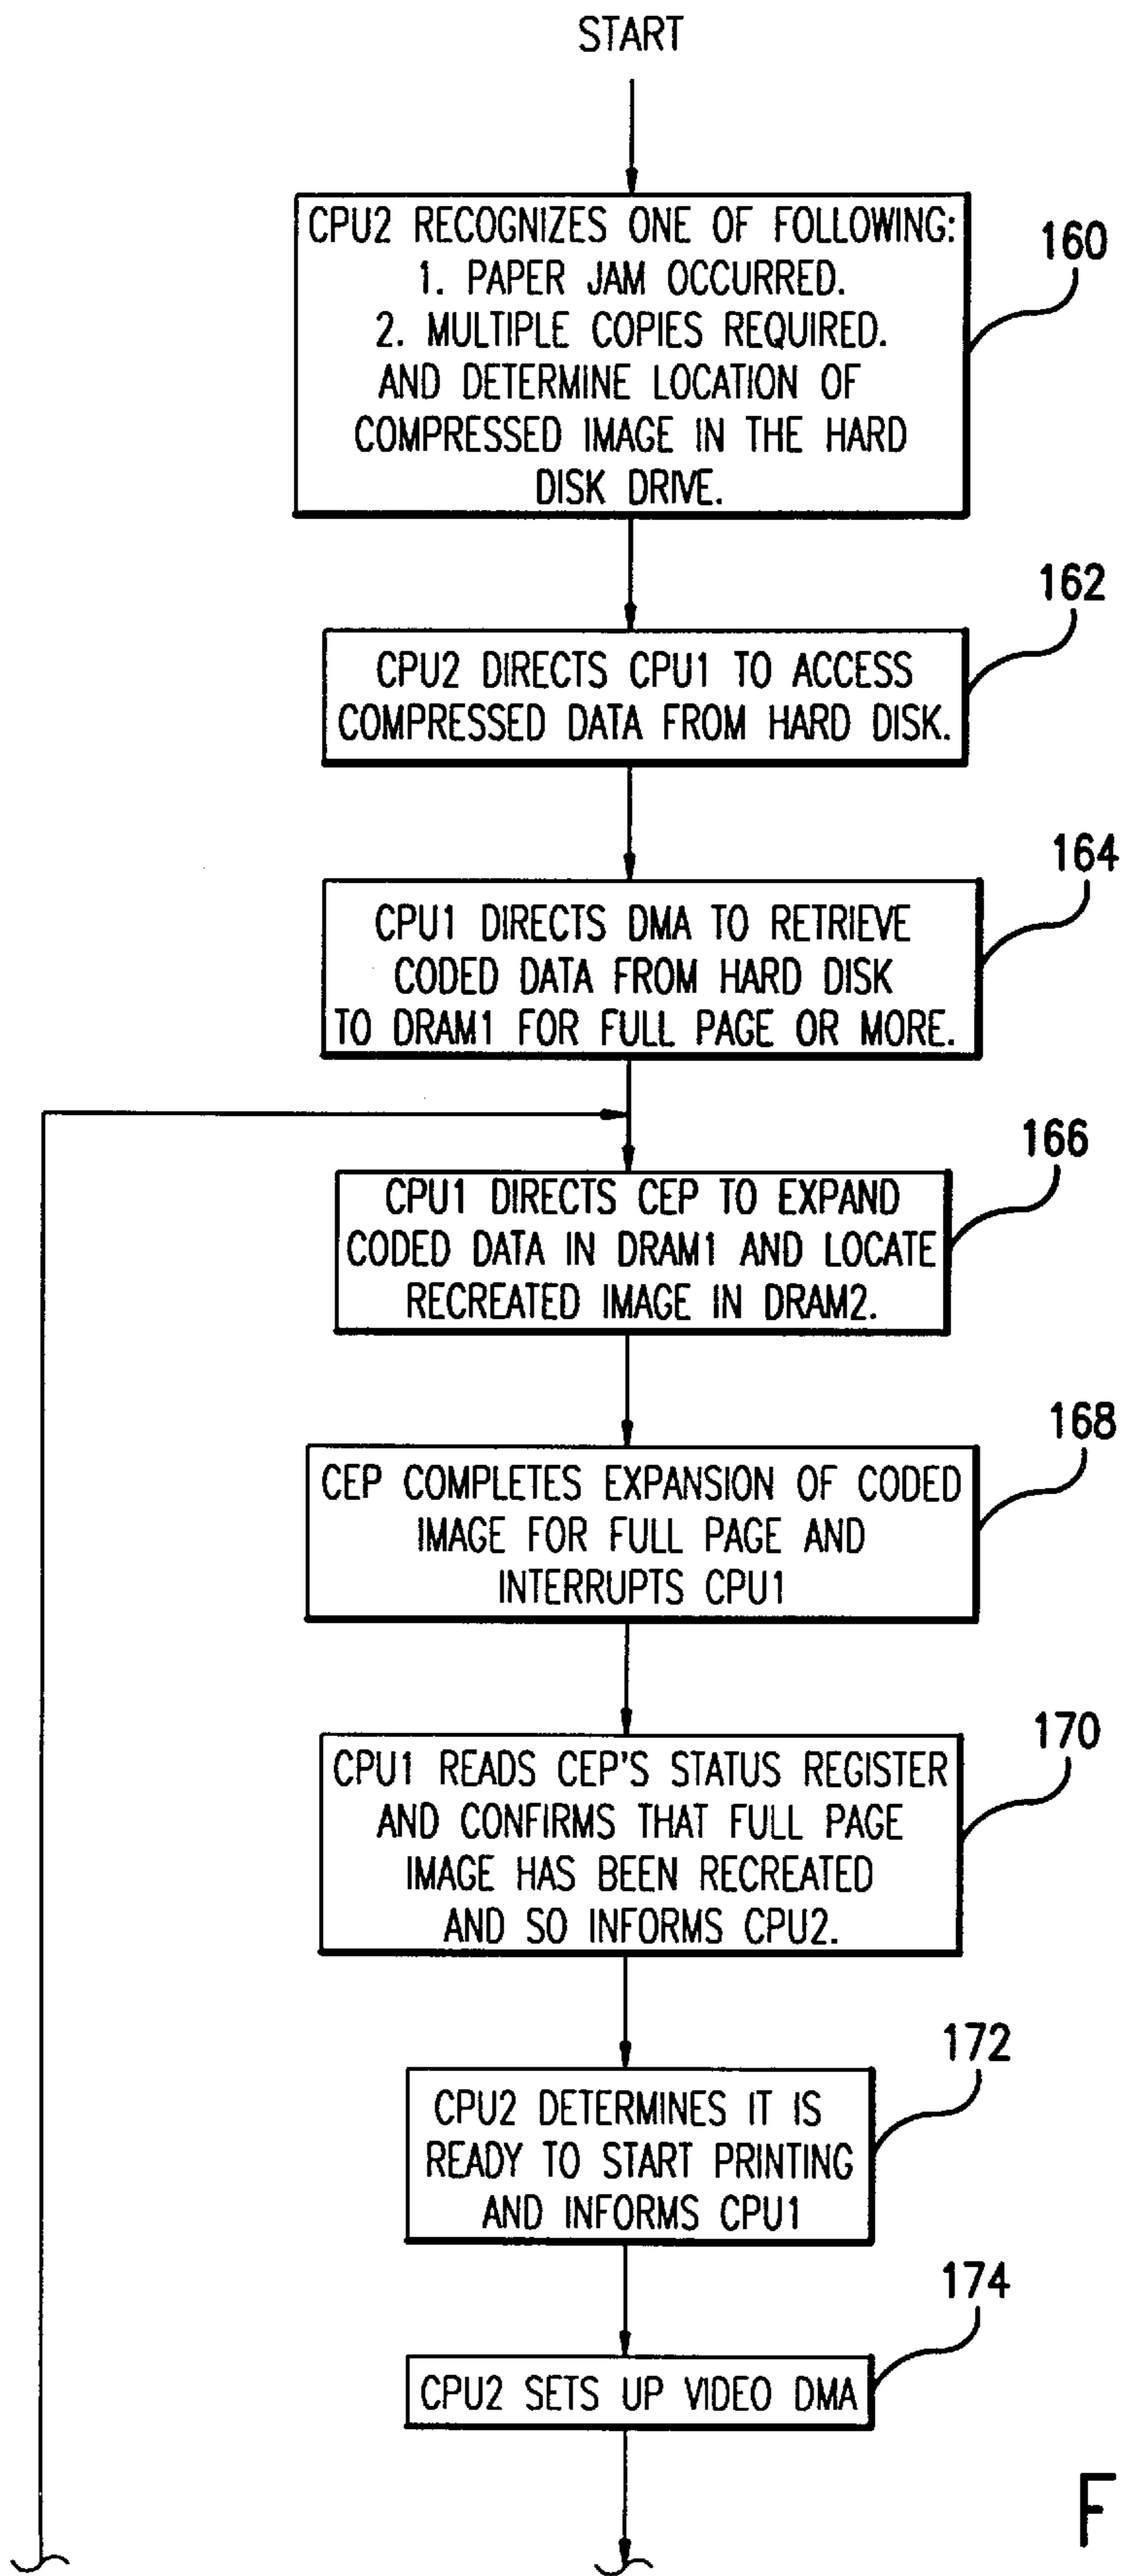 START
CPU2 RECOGNIZES ONE OF FOLLOWING:
1. PAPER JAM OCCURRED.
2. MULTIPLE COPIES REQUIRED.
AND DETERMINE LOCATION OF
COMPRESSED IMAGE IN THE HARD
DISK DRIVE.
160
CPU2 DIRECTS CPU1 TO ACCESS
COMPRESSED DATA FROM HARD DISK.
162
CPU1 DIRECTS DMA TO RETRIEVE
CODED DATA FROM HARD DISK
TO DRAM1 FOR FULL PAGE OR MORE.
164
CPU1 DIRECTS CEP TO EXPAND
CODED DATA IN DRAM1 AND LOCATE
RECREATED IMAGE IN DRAM2.
166
CEP COMPLETES EXPANSION OF CODED
IMAGE FOR FULL PAGE AND
INTERRUPTS CPU1
168
CPU1 READS CEP'S STATUS REGISTER
AND CONFIRMS THAT FULL PAGE
IMAGE HAS BEEN RECREATED
AND SO INFORMS CPU2.
170
CPU2 DETERMINES IT IS
READY TO START PRINTING
AND INFORMS CPU1
172
CPU2 SETS UP VIDEO DMA
174
F